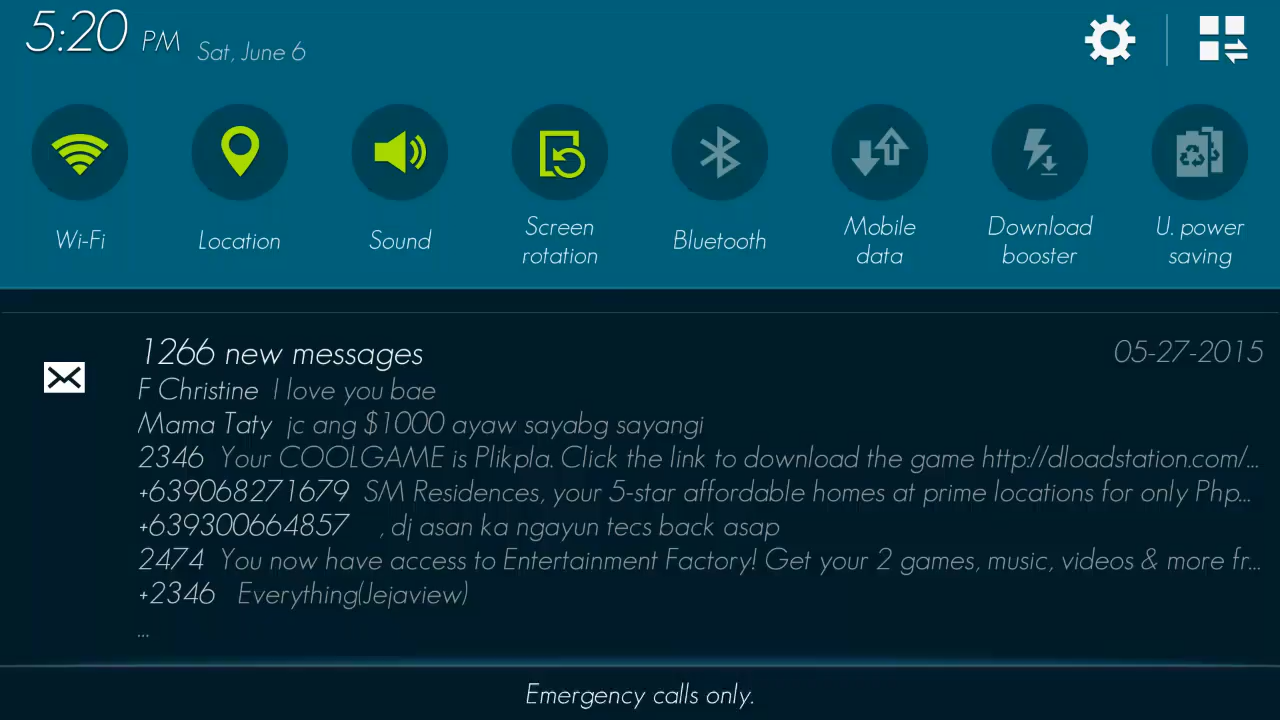 5:20 PM Sat, June 6
Wi-Fi
Location
Sound
Screen
rotation
Bluetooth
Mobile
data
Download
booster
U. power
saving
1266 new messages 05-27-2015
F Christine I love you bae
Mama Taty jc ang $1000 ayaw sayabg sayangi
2346 Your COOLGAME is Plikpla. Click the link to download the game http://dloadstation.com/...
+639068271679 SM Residences, your 5-star affordable homes at prime locations for only Php...
+639300664857 , dj asan ka ngayun tecs back asap
2474 You now have access to Entertainment Factory! Get your 2 games, music, videos & more fr...
+2346 Everything(Jejaview)
...
Emergency calls only.